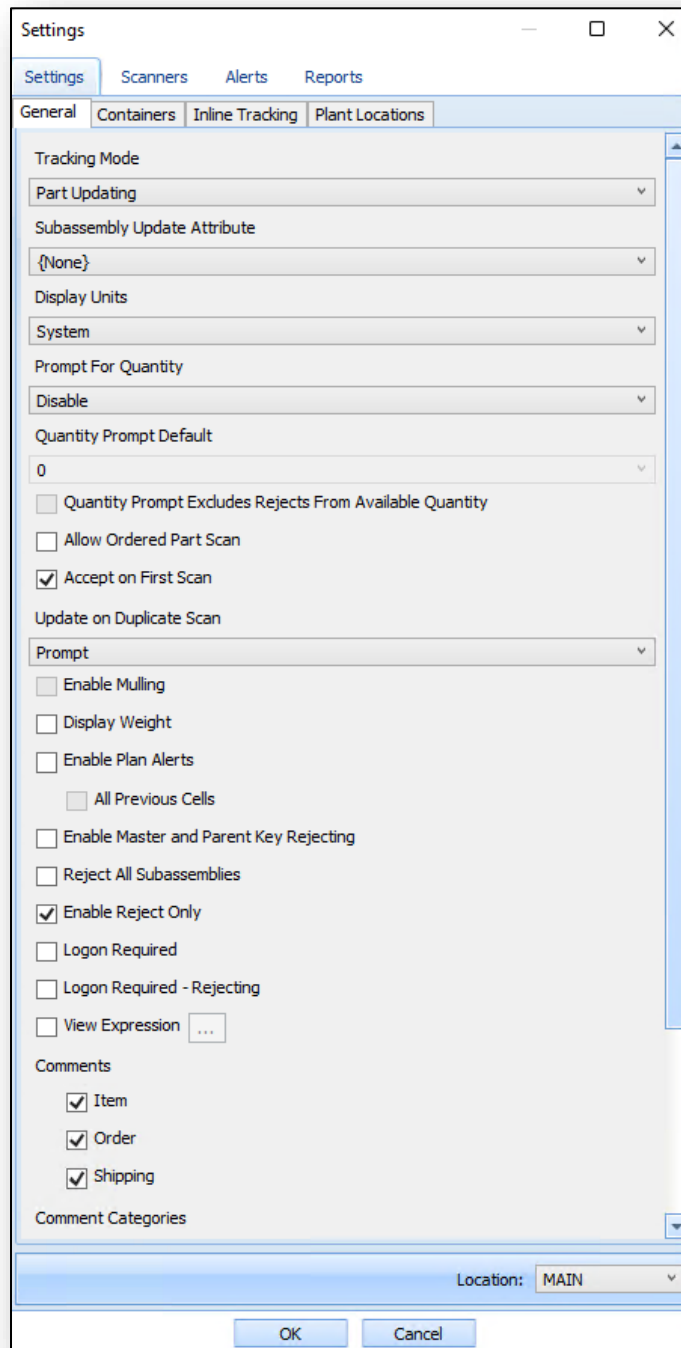 Settings
Settings Scanners Alerts Reports
General Containers Inline Tracking Plant Locations
Tracking Mode
Part Updating
Subassembly Update Attribute
{None}
Display Units
System
Prompt For Quantity
Disable
Quantity Prompt Default
0
Quantity Prompt Excludes Rejects From Available Quantity
Allow Ordered Part Scan
Accept on First Scan
Update on Duplicate Scan
Prompt
Enable Mulling
Display Weight
Enable Plan Alerts
All Previous Cells
Enable Master and Parent Key Rejecting
Reject All Subassemblies
Enable Reject Only
Logon Required
Logon Required - Rejecting
View Expression ...
Comments
Item
Order
Shipping
Comment Categories
Location: MAIN
OK Cancel